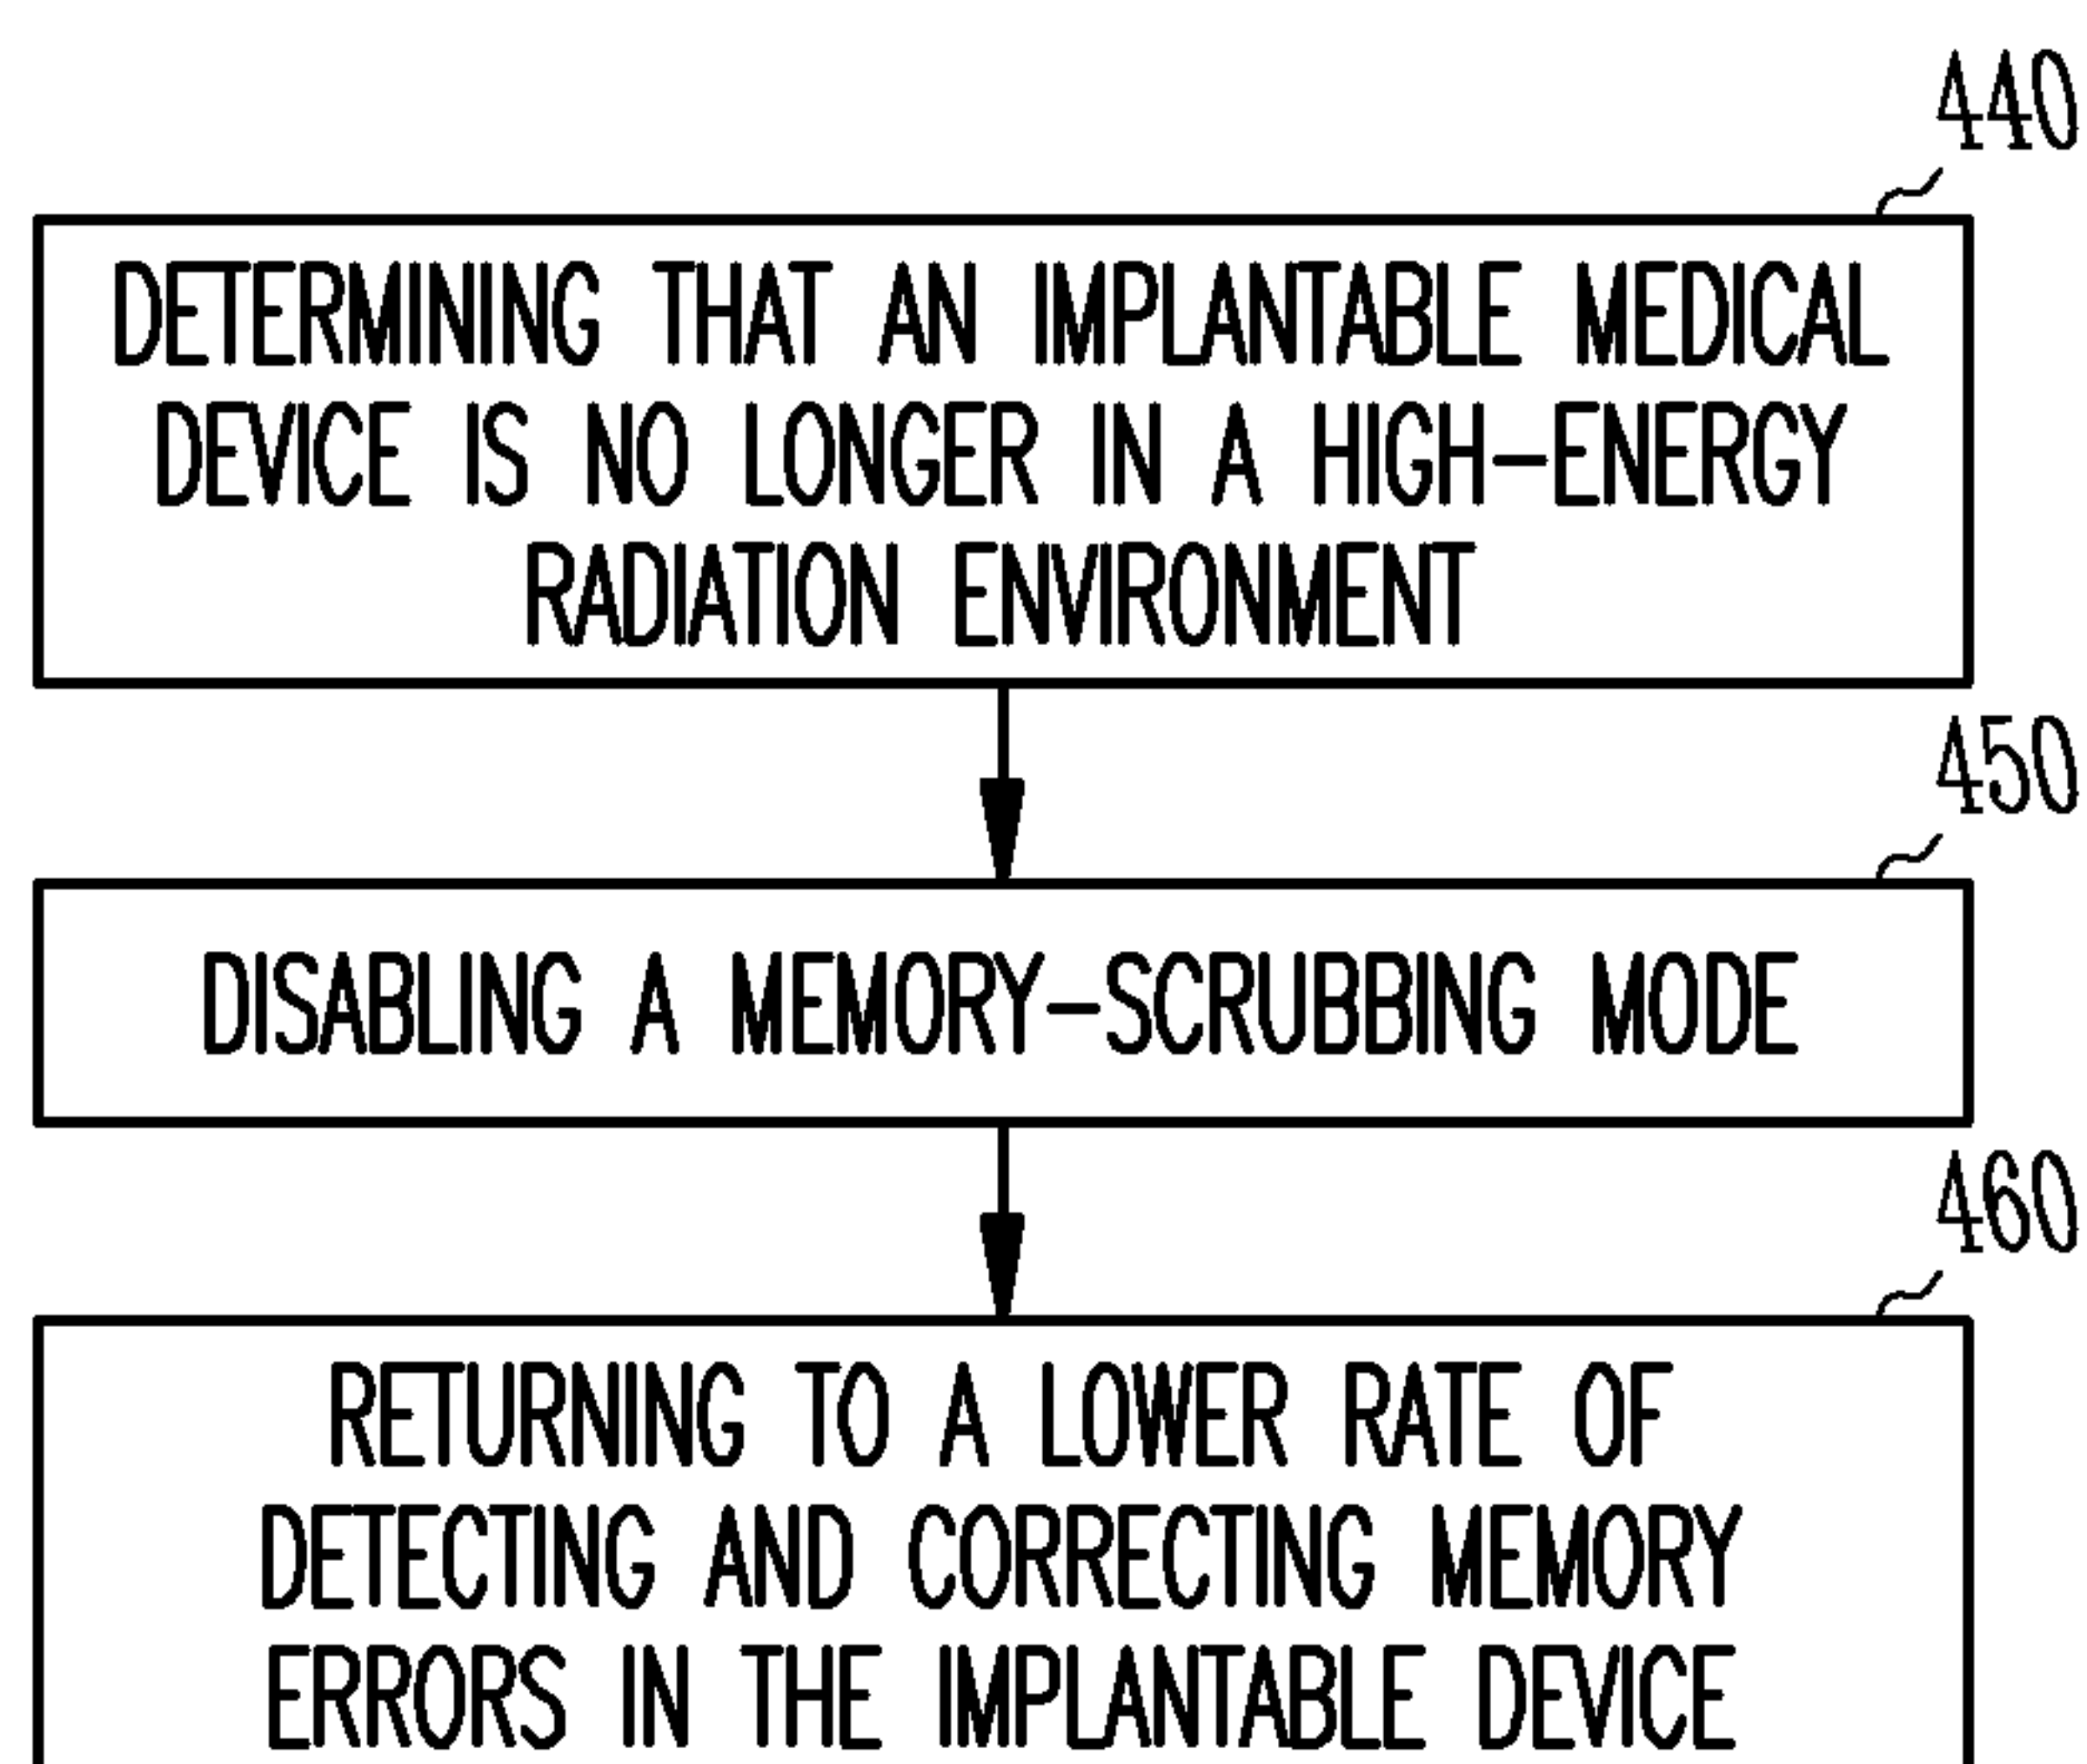 440
DETERMINING THAT AN IMPLANTABLE MEDICAL
DEVICE IS NO LONGER IN A HIGH-ENERGY
RADIATION ENVIRONMENT
450
DISABLING A MEMORY-SCRUBBING MODE
460
RETURNING TO A LOWER RATE OF
DETECTING AND CORRECTING MEMORY
ERRORS IN THE IMPLANTABLE DEVICE